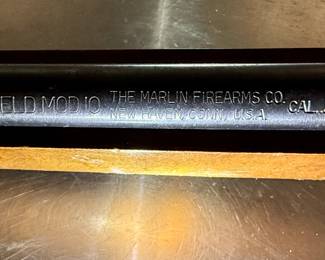 ELD MOD 10 THE MARLIN FIREARMS CO.
NEW HAVEN, CONN. U.S.A. CAL.